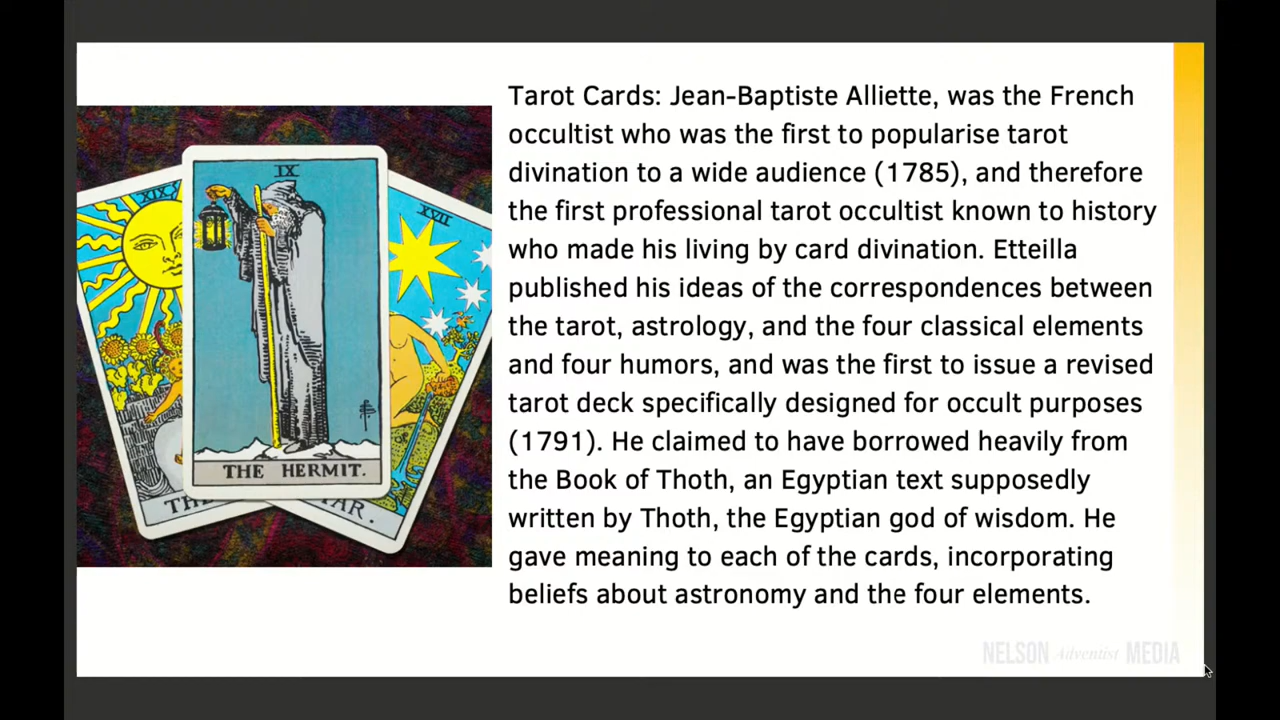 Tarot Cards: Jean-Baptiste Alliette, was the French
occultist who was the first to popularise tarot
divination to a wide audience (1785), and therefore
the first professional tarot occultist known to history
who made his living by card divination. Etteilla
published his ideas of the correspondences between
the tarot, astrology, and the four classical elements
and four humors, and was the first to issue a revised
tarot deck specifically designed for occult purposes
(1791). He claimed to have borrowed heavily from
the Book of Thoth, an Egyptian text supposedly
written by Thoth, the Egyptian god of wisdom. He
gave meaning to each of the cards, incorporating
beliefs about astronomy and the four elements.
XIX
IX
XVII
THE HERMIT.
NELSON Adventist MEDIA